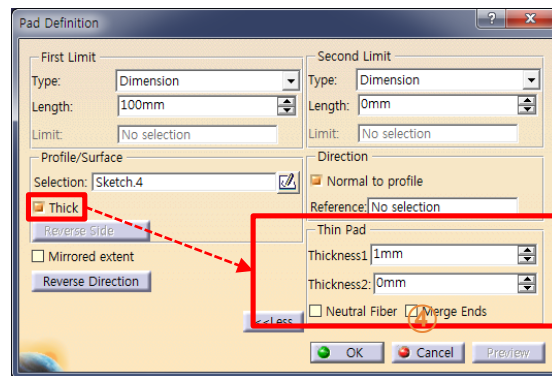 Pad Definition
? X
First Limit
Type: Dimension
Length: 100mm
Limit: No selection
Profile/Surface
Selection: Sketch.4
Thick
Reverse Side
Mirrored extent
Reverse Direction
<<Less
Second Limit
Type: Dimension
Length: 0mm
Limit: No selection
Direction
Normal to profile
Reference: No selection
Thin Pad
Thickness1 1mm
Thickness2: 0mm
Neutral Fiber Merge Ends
④
OK Cancel Preview